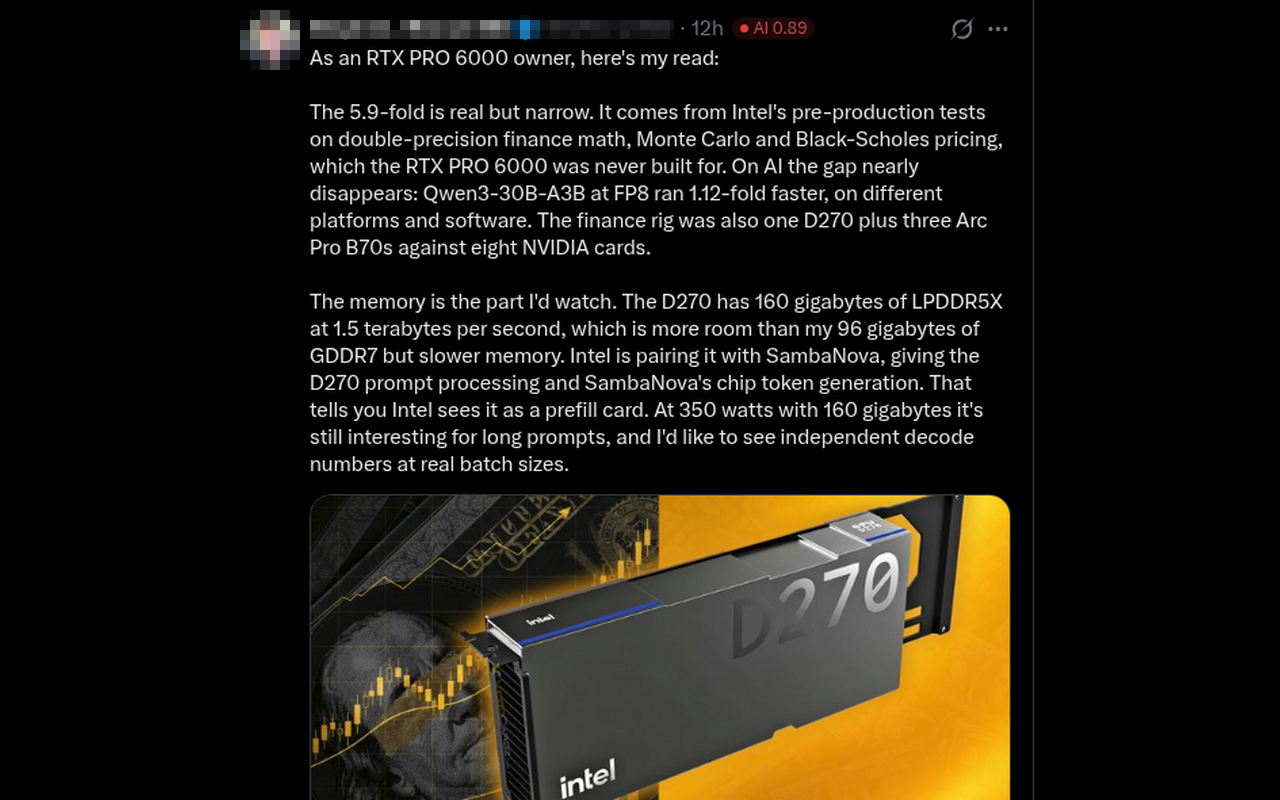 · 12h AI 0.89
As an RTX PRO 6000 owner, here's my read:
The 5.9-fold is real but narrow. It comes from Intel's pre-production tests
on double-precision finance math, Monte Carlo and Black-Scholes pricing,
which the RTX PRO 6000 was never built for. On AI the gap nearly
disappears: Qwen3-30B-A3B at FP8 ran 1.12-fold faster, on different
platforms and software. The finance rig was also one D270 plus three Arc
Pro B70s against eight NVIDIA cards.
The memory is the part I'd watch. The D270 has 160 gigabytes of LPDDR5X
at 1.5 terabytes per second, which is more room than my 96 gigabytes of
GDDR7 but slower memory. Intel is pairing it with SambaNova, giving the
D270 prompt processing and SambaNova's chip token generation. That
tells you Intel sees it as a prefill card. At 350 watts with 160 gigabytes it's
still interesting for long prompts, and I'd like to see independent decode
numbers at real batch sizes.
GPU
D270
D270
intel
intel